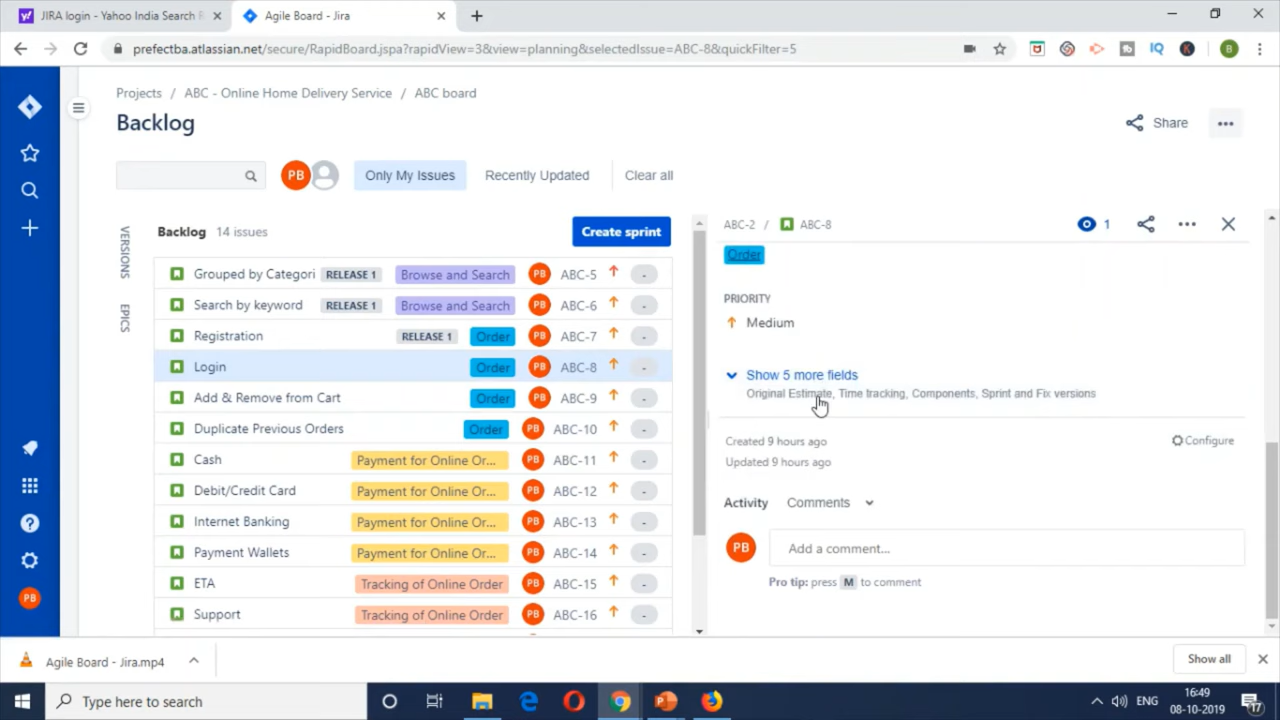 JIRA login - Yahoo India Search R
Agile Board - Jira
prefectba.atlassian.net/secure/RapidBoard.jspa?rapidView=3&view=planning&selectedIssue=ABC-8&quickFilter=5
IQ
K
B
Projects / ABC - Online Home Delivery Service / ABC board
Backlog
Share
PB
Only My Issues
Recently Updated
Clear all
VERSIONS
EPICS
Backlog 14 issues
Create sprint
Grouped by Categori RELEASE 1 Browse and Search PB ABC-5 -
Search by keyword RELEASE 1 Browse and Search PB ABC-6 -
Registration RELEASE 1 Order PB ABC-7 -
Login Order PB ABC-8 -
Add & Remove from Cart Order PB ABC-9 -
Duplicate Previous Orders Order PB ABC-10 -
Cash Payment for Online Or... PB ABC-11 -
Debit/Credit Card Payment for Online Or... PB ABC-12 -
Internet Banking Payment for Online Or... PB ABC-13 -
Payment Wallets Payment for Online Or... PB ABC-14 -
ETA Tracking of Online Order PB ABC-15 -
Support Tracking of Online Order PB ABC-16 -
ABC-2 / ABC-8
1
Order
PRIORITY
Medium
Show 5 more fields
Original Estimate, Time tracking, Components, Sprint and Fix versions
Created 9 hours ago
Configure
Updated 9 hours ago
Activity Comments
PB
Add a comment...
Pro tip: press M to comment
PB
Agile Board - Jira.mp4
Show all
Type here to search
ENG
16:49
08-10-2019
17